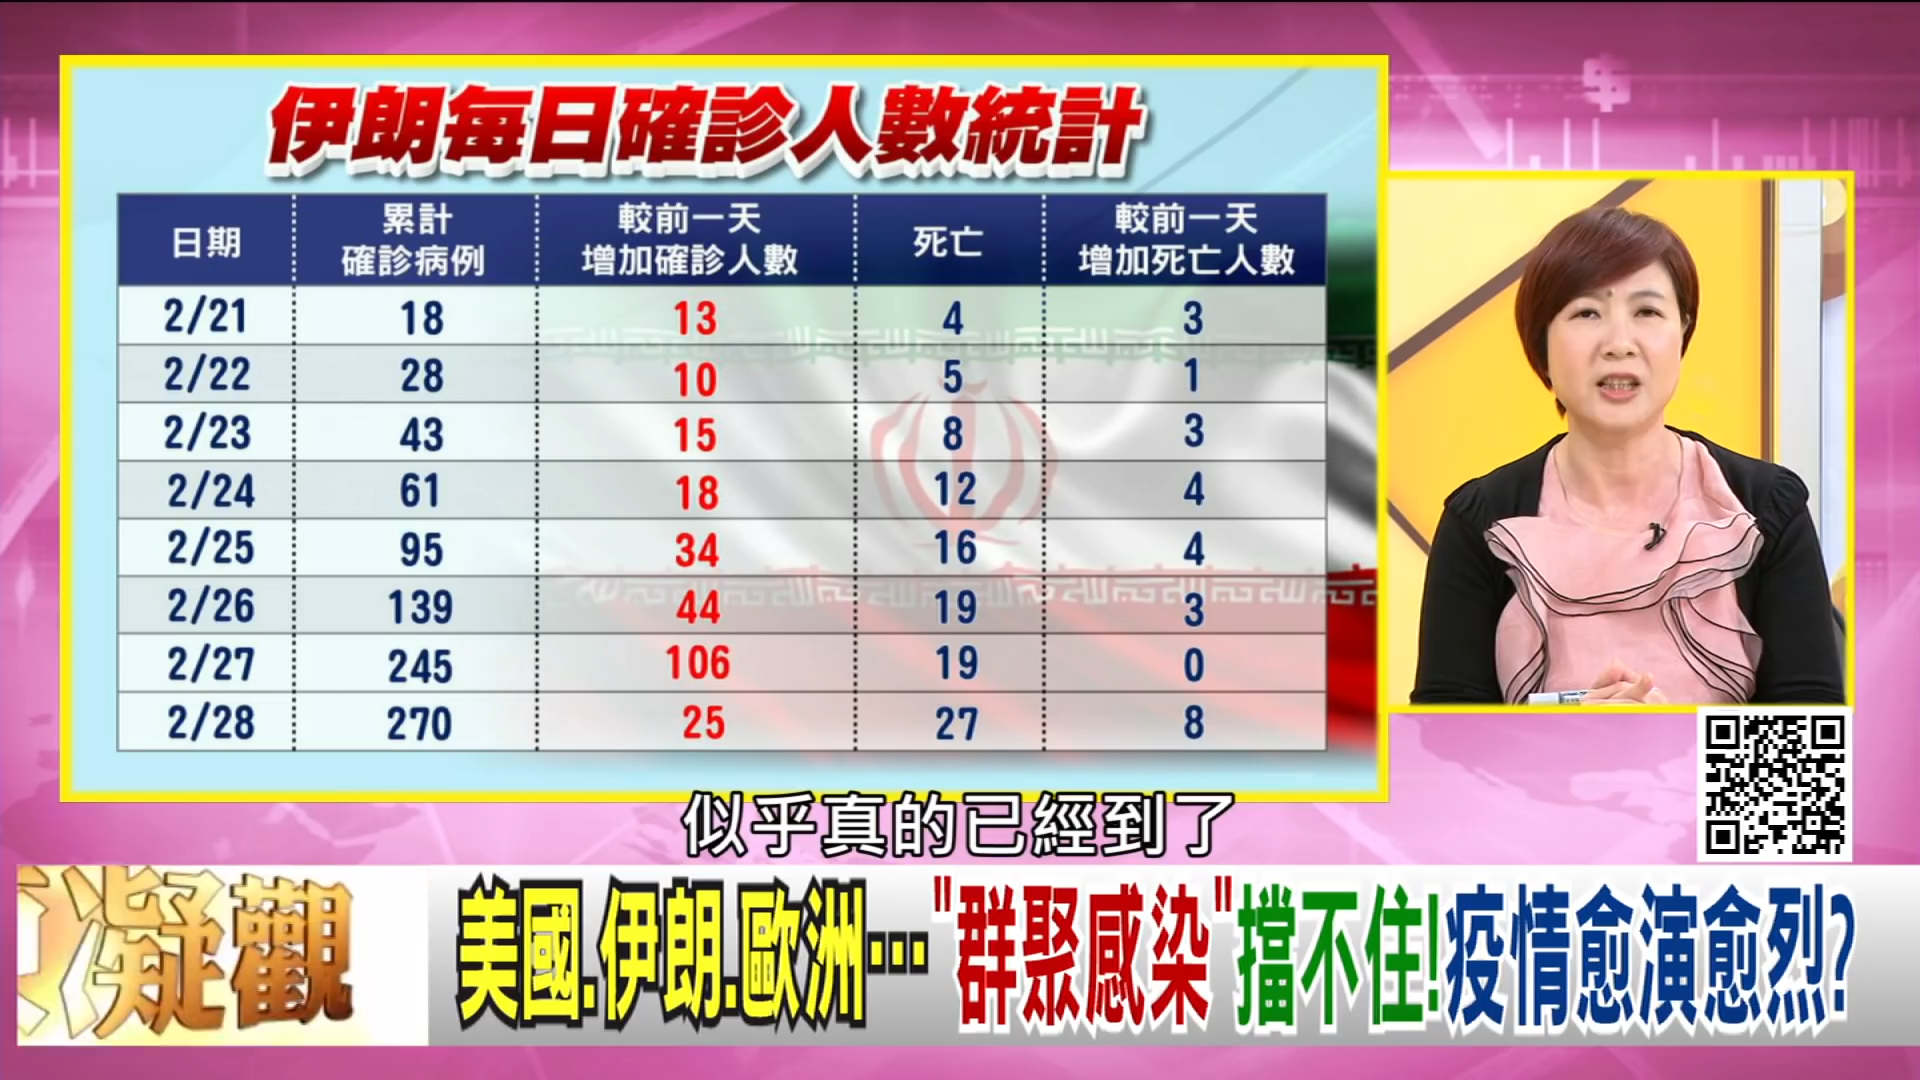 伊朗每日確診人數統計
日期 累計確診病例 較前一天增加確診人數 死亡 較前一天增加死亡人數
2/21 18 13 4 3
2/22 28 10 5 1
2/23 43 15 8 3
2/24 61 18 12 4
2/25 95 34 16 4
2/26 139 44 19 3
2/27 245 106 19 0
2/28 270 25 27 8
似乎真的已經到了
凝觀
美國.伊朗.歐洲…"群聚感染"擋不住!疫情愈演愈烈?